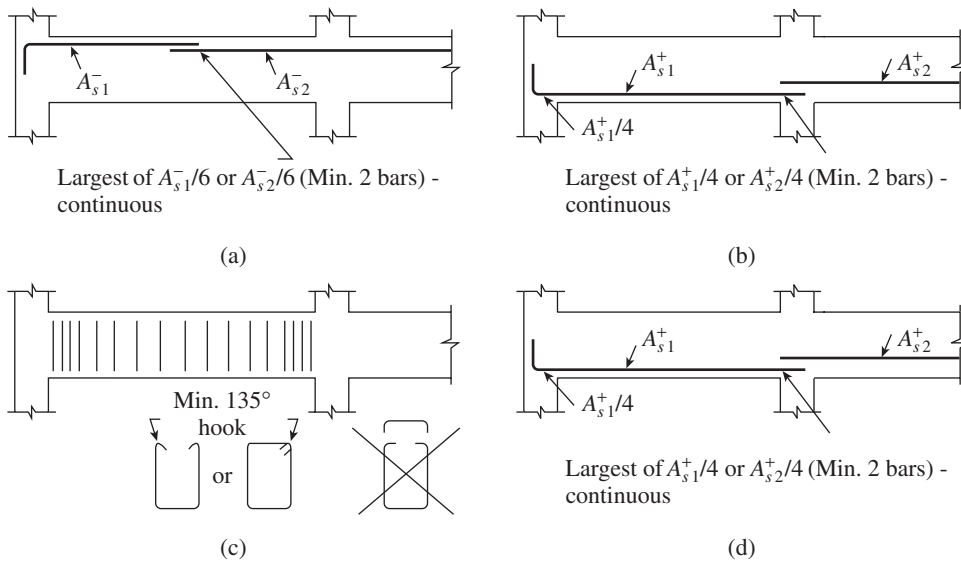 A⁻s1
A⁻s2
Largest of A⁻s1/6 or A⁻s2/6 (Min. 2 bars) -
continuous
(a)
A⁺s1
A⁺s2
A⁺s1/4
Largest of A⁺s1/4 or A⁺s2/4 (Min. 2 bars) -
continuous
(b)
Min. 135°
hook
or
(c)
A⁺s1
A⁺s2
A⁺s1/4
Largest of A⁺s1/4 or A⁺s2/4 (Min. 2 bars) -
continuous
(d)